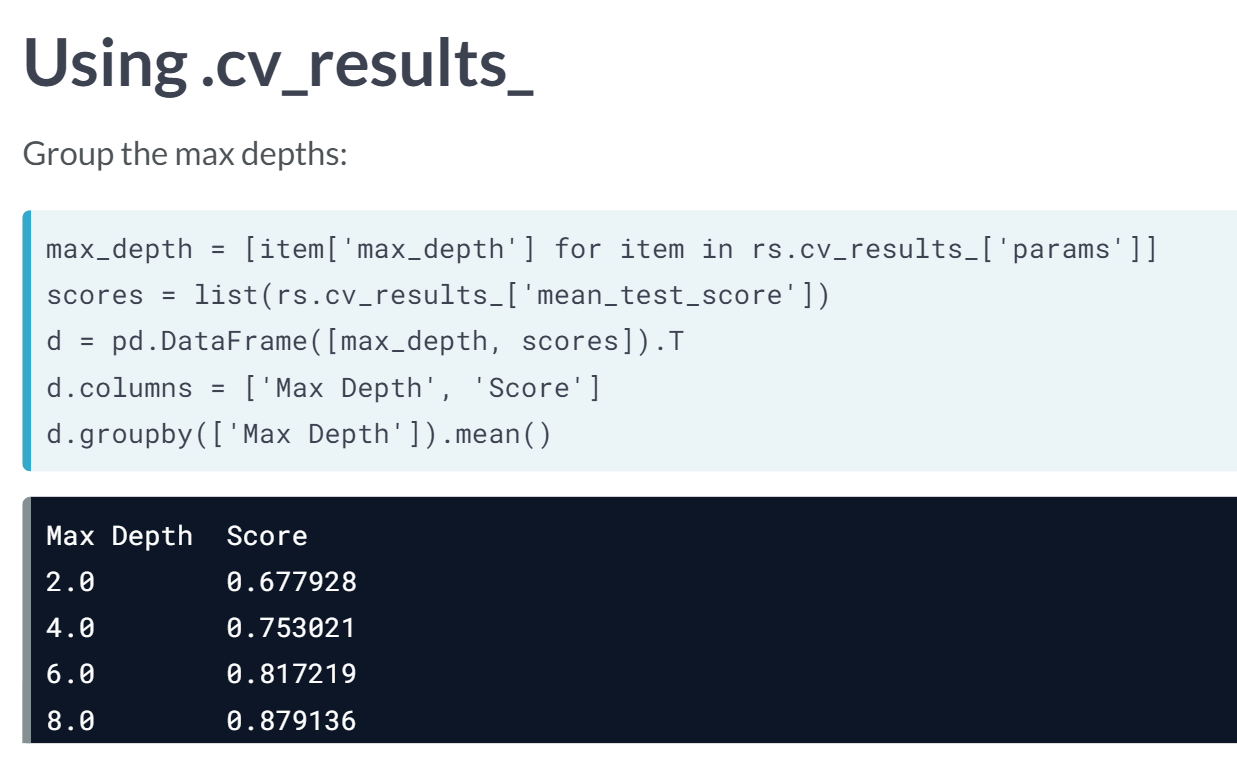 Using .cv_results_
Group the max depths:
max_depth = [item['max_depth'] for item in rs.cv_results_['params']]
scores = list(rs.cv_results_['mean_test_score'])
d = pd.DataFrame([max_depth, scores]).T
d.columns = ['Max Depth', 'Score']
d.groupby(['Max Depth']).mean()
Max Depth  Score
2.0        0.677928
4.0        0.753021
6.0        0.817219
8.0        0.879136